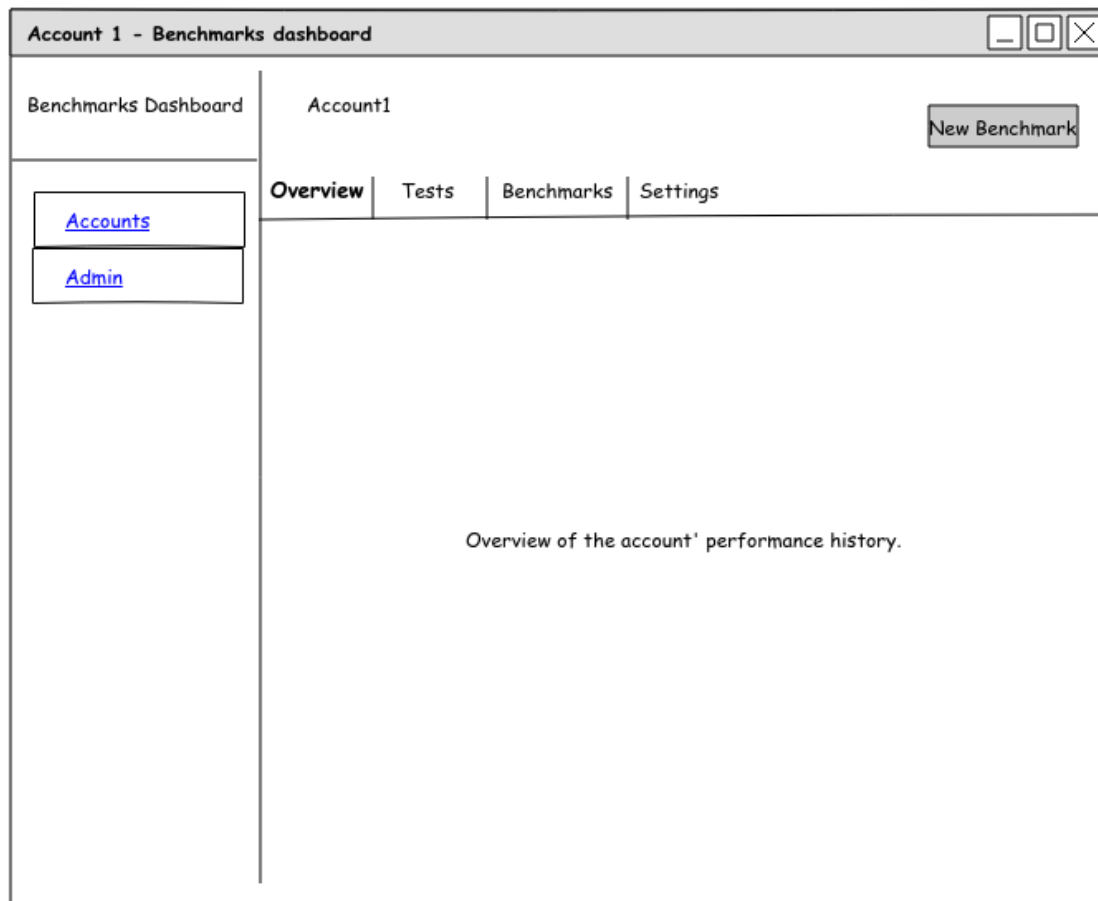 Account 1 - Benchmarks dashboard
Benchmarks Dashboard
Account1
New Benchmark
Overview
Tests
Benchmarks
Settings
Accounts
Admin
Overview of the account' performance history.